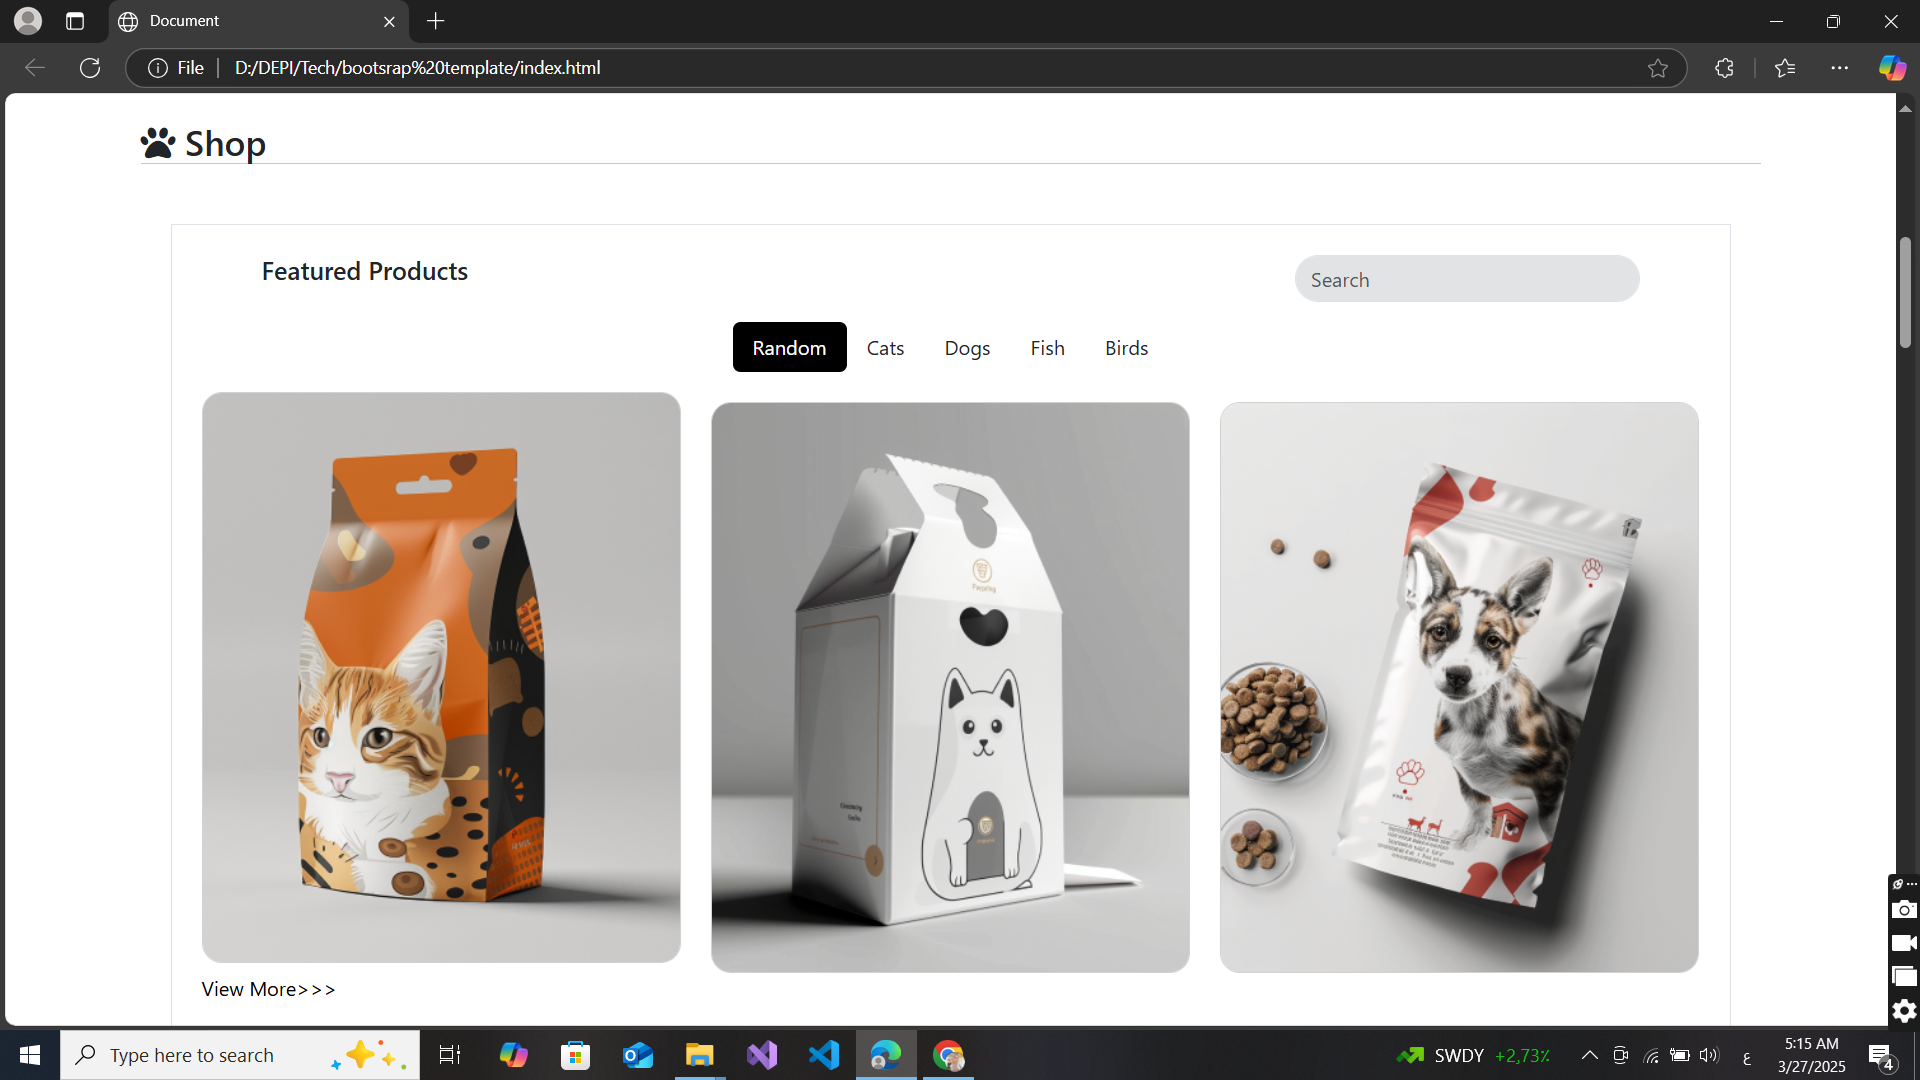 Document
File
D:/DEPI/Tech/bootsrap%20template/index.html
Shop
Featured Products
Search
Random Cats Dogs Fish Birds
View More>>>
Type here to search
SWDY +2,73%
ع
5:15 AM
3/27/2025
4